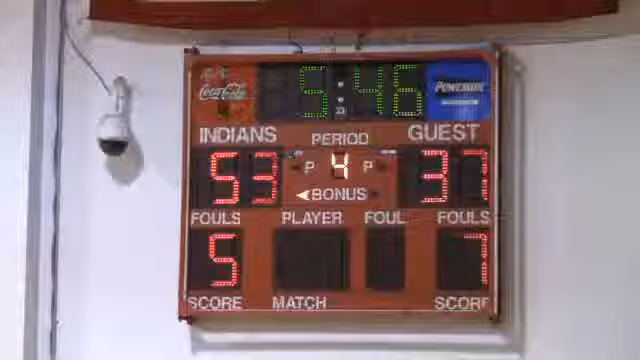 Coca-Cola 5:46 POWERADE
INDIANS PERIOD GUEST
53 P 4 P 37
◄BONUS
FOULS PLAYER FOUL FOULS
5 7
SCORE MATCH SCORE